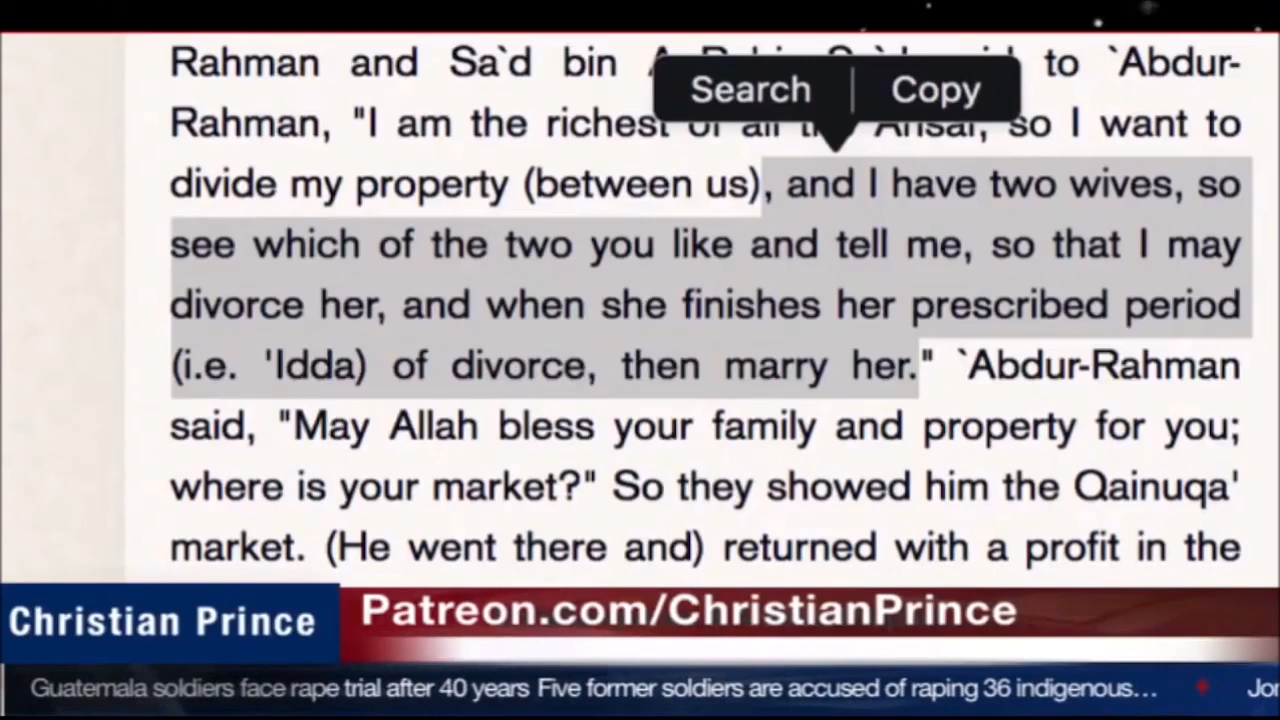 Rahman and Sa`d bin to `Abdur-
Search Copy
Rahman, "I am the richest of all Ansar, so I want to
divide my property (between us), and I have two wives, so
see which of the two you like and tell me, so that I may
divorce her, and when she finishes her prescribed period
(i.e. 'Idda) of divorce, then marry her." `Abdur-Rahman
said, "May Allah bless your family and property for you;
where is your market?" So they showed him the Qainuqa'
market. (He went there and) returned with a profit in the
Christian Prince
Patreon.com/ChristianPrince
Guatemala soldiers face rape trial after 40 years Five former soldiers are accused of raping 36 indigenous... Jor